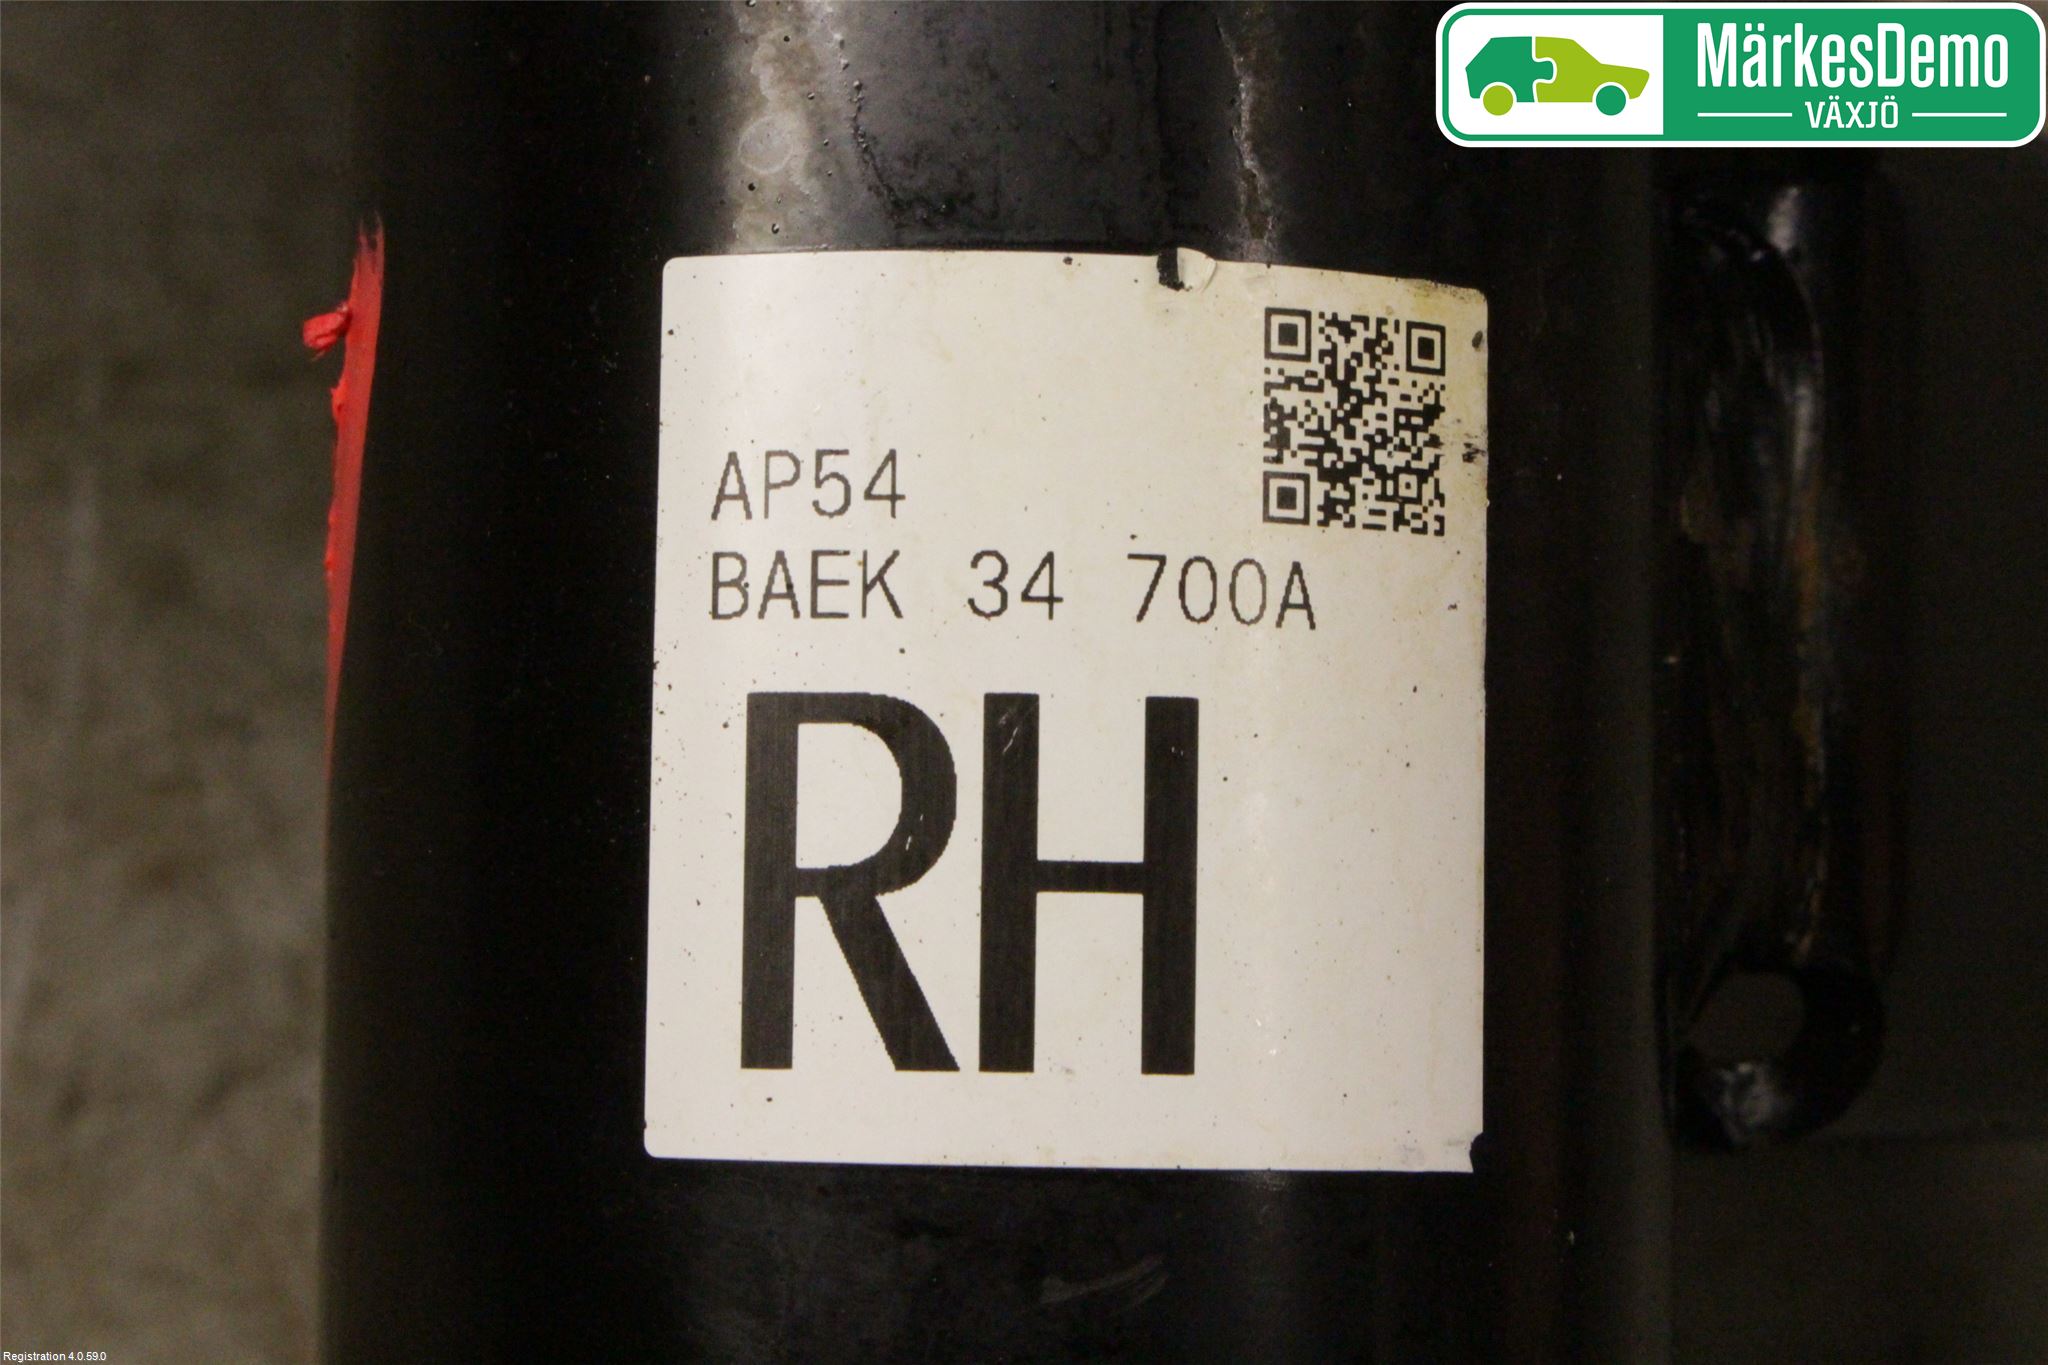 MärkesDemo
VÄXJÖ
AP54
BAEK 34 700A
RH
Registration 4.0.59.0